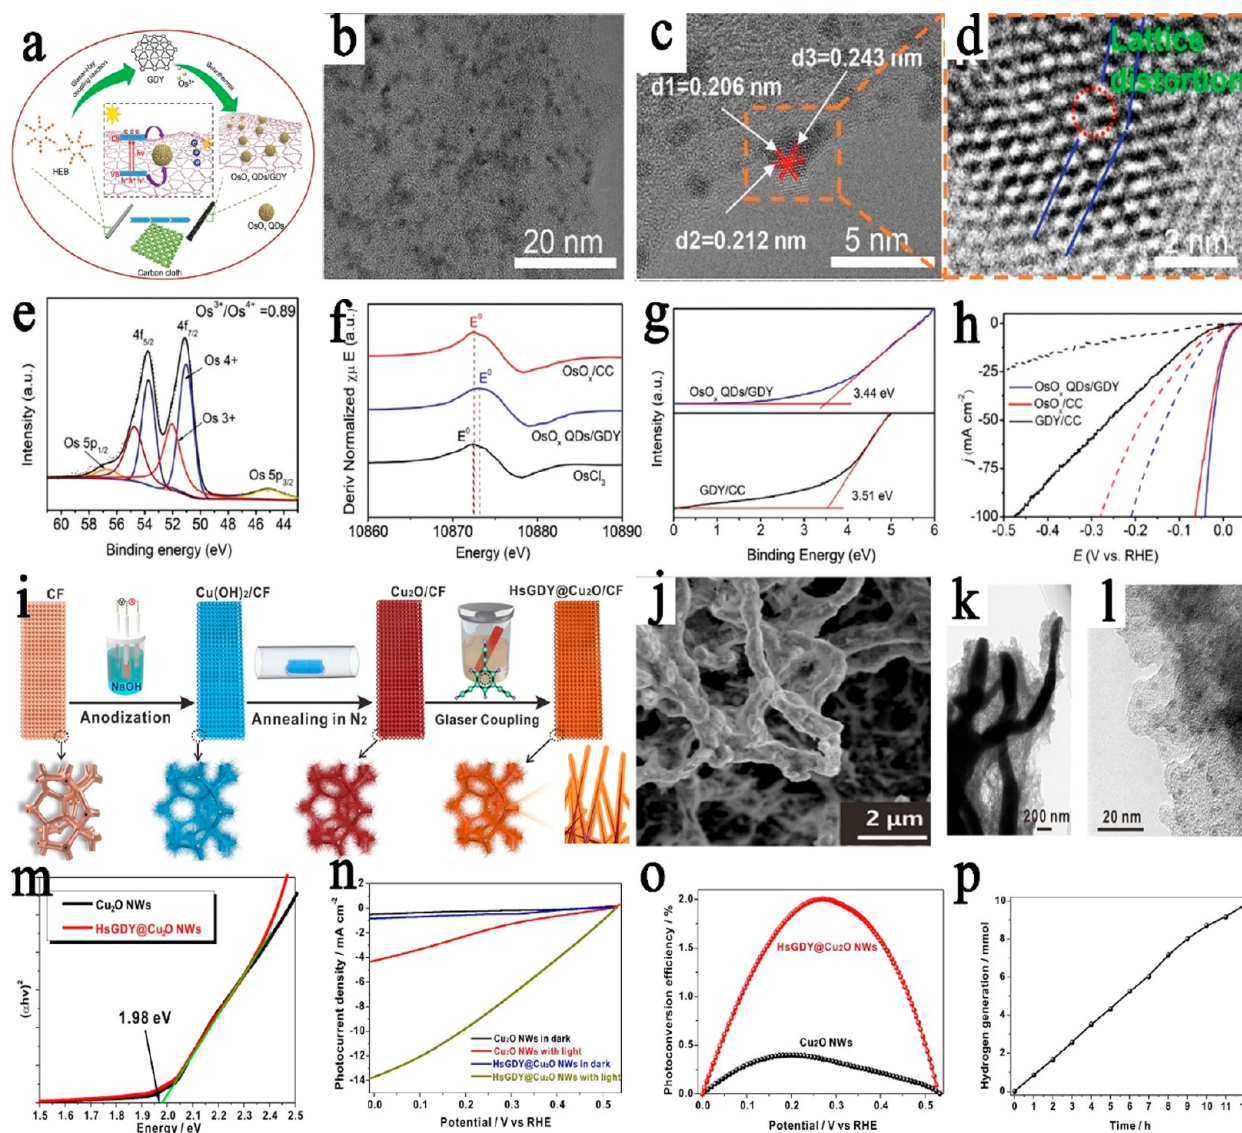 a
GDY
Glaser-Hay
coupling reaction
Os³⁺
Solvothermal
CB
e⁻ e⁻ e⁻
hv
VB
h⁺ h⁺ h⁺
HEB
OsOₓ QDs/GDY
OsOₓ
QDs
Carbon cloth
b
20 nm
c
d3=0.243 nm
d1=0.206 nm
d2=0.212 nm
5 nm
d
Lattice
distortion
2 nm
e
Os³⁺/Os⁴⁺ =0.89
4f₇/₂
4f₅/₂
Os 4+
Os 3+
Os 5p₁/₂
Os 5p₃/₂
Intensity (a.u.)
60 57 54 51 48 45
Binding energy (eV)
f
E⁰
OsOₓ/CC
E⁰
OsOₓ QDs/GDY
E⁰
OsCl₃
Deriv Normalized χμ E (a.u.)
10860 10870 10880 10890
Energy (eV)
g
OsOₓ QDs/GDY
3.44 eV
GDY/CC
3.51 eV
Intensity (a.u.)
0 1 2 3 4 5 6
Binding Energy (eV)
h
0
-25
-50
-75
-100
OsOₓ QDs/GDY
OsOₓ/CC
GDY/CC
j (mA cm⁻²)
-0.5 -0.4 -0.3 -0.2 -0.1 0.0
E (V vs. RHE)
i
CF
Cu(OH)₂/CF
Cu₂O/CF
HsGDY@Cu₂O/CF
NaOH
Anodization
Annealing in N₂
Glaser Coupling
j
2 μm
k
200 nm
l
20 nm
m
Cu₂O NWs
HsGDY@Cu₂O NWs
1.98 eV
(αhv)²
1.5 1.6 1.7 1.8 1.9 2.0 2.1 2.2 2.3 2.4 2.5
Energy / eV
n
2
0
-2
-4
-6
-8
-10
-12
-14
Cu₂O NWs in dark
Cu₂O NWs with light
HsGDY@Cu₂O NWs in dark
HsGDY@Cu₂O NWs with light
Photocurrent density / mA cm⁻²
0.0 0.1 0.2 0.3 0.4 0.5
Potential / V vs RHE
o
2.0
1.5
1.0
0.5
0.0
HsGDY@Cu₂O NWs
Cu₂O NWs
Photoconversion efficiency / %
0.0 0.1 0.2 0.3 0.4 0.5
Potential / V vs RHE
p
10
8
6
4
2
0
Hydrogen generation / mmol
0 1 2 3 4 5 6 7 8 9 10 11
Time / h